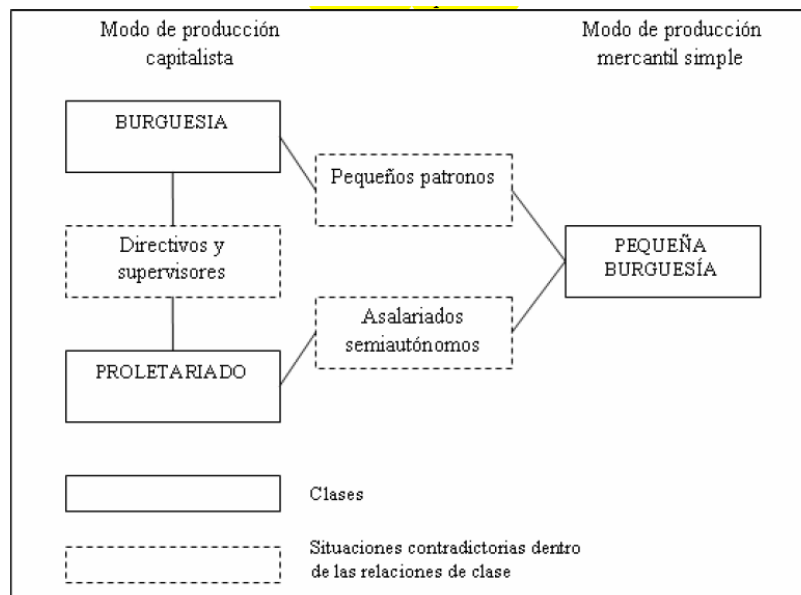 Modo de producción
capitalista
Modo de producción
mercantil simple
BURGUESIA
Pequeños patronos
Directivos y
supervisores
PEQUEÑA
BURGUESÍA
Asalariados
semiautónomos
PROLETARIADO
Clases
Situaciones contradictorias dentro
de las relaciones de clase